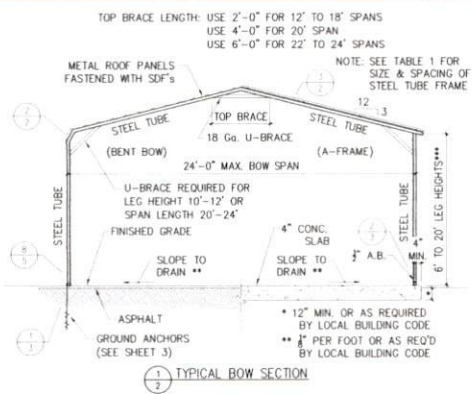 TOP BRACE LENGTH: USE 2'-0" FOR 12' TO 18' SPANS
USE 4'-0" FOR 20' SPAN
USE 6'-0" FOR 22' TO 24' SPANS
NOTE: SEE TABLE 1 FOR
SIZE & SPACING OF
STEEL TUBE FRAME
METAL ROOF PANELS
FASTENED WITH SDF's
12
3
TOP BRACE
STEEL TUBE
STEEL TUBE
18 Ga. U-BRACE
(BENT BOW)
(A-FRAME)
24'-0" MAX. BOW SPAN
U-BRACE REQUIRED FOR
LEG HEIGHT 10'-12' OR
SPAN LENGTH 20'-24'
STEEL TUBE
STEEL TUBE
6' TO 20' LEG HEIGHTS***
FINISHED GRADE
4" CONC.
SLAB
4"
MIN.
A.B.
SLOPE TO
DRAIN **
SLOPE TO
DRAIN **
*
ASPHALT
GROUND ANCHORS
(SEE SHEET 3)
* 12" MIN. OR AS REQUIRED
BY LOCAL BUILDING CODE
** PER FOOT OR AS REQ'D
BY LOCAL BUILDING CODE
1
3
1
2
TYPICAL BOW SECTION